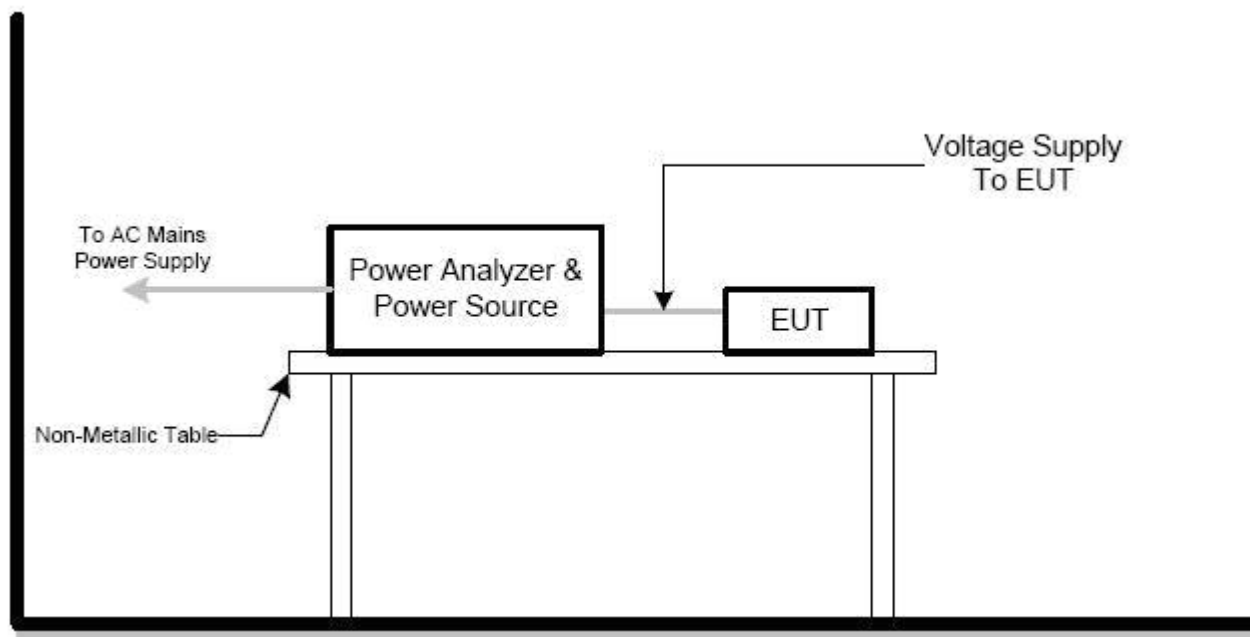 Voltage Supply
To EUT
To AC Mains
Power Supply
Power Analyzer &
Power Source
EUT
Non-Metallic Table